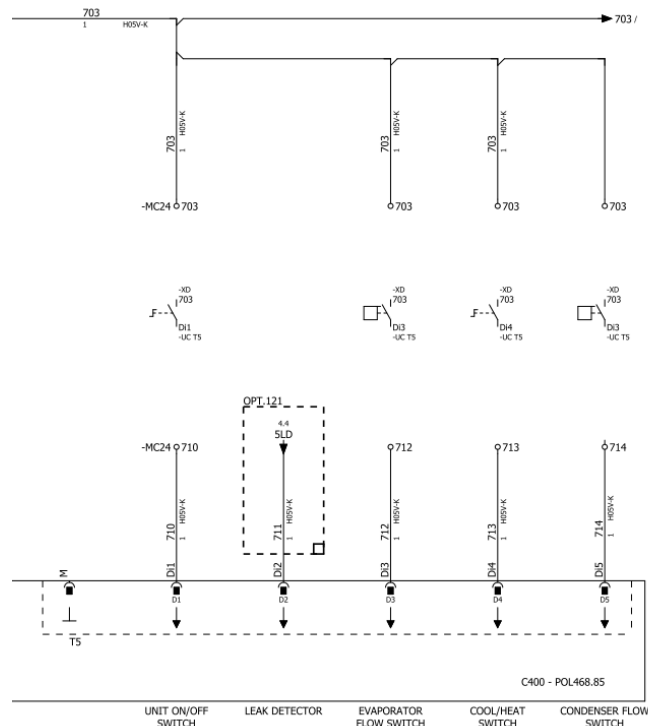 703
703 /
1 H05V-K
703
1 H05V-K
703
1 H05V-K
703
1 H05V-K
-MC24 703
703
703
703
-XD
703
Di1
-UC T5
-XD
703
Di3
-UC T5
-XD
703
Di4
-UC T5
-XD
703
Di3
-UC T5
OPT.121
4.4
5LD
-MC24 710
712
713
714
710
1 H05V-K
711
1 H05V-K
712
1 H05V-K
713
1 H05V-K
714
1 H05V-K
M
Di1
Di2
Di3
Di4
Di5
D1
D2
D3
D4
D5
T5
C400 - POL468.85
UNIT ON/OFF
SWITCH
LEAK DETECTOR
EVAPORATOR
FLOW SWITCH
COOL/HEAT
SWITCH
CONDENSER FLOW
SWITCH